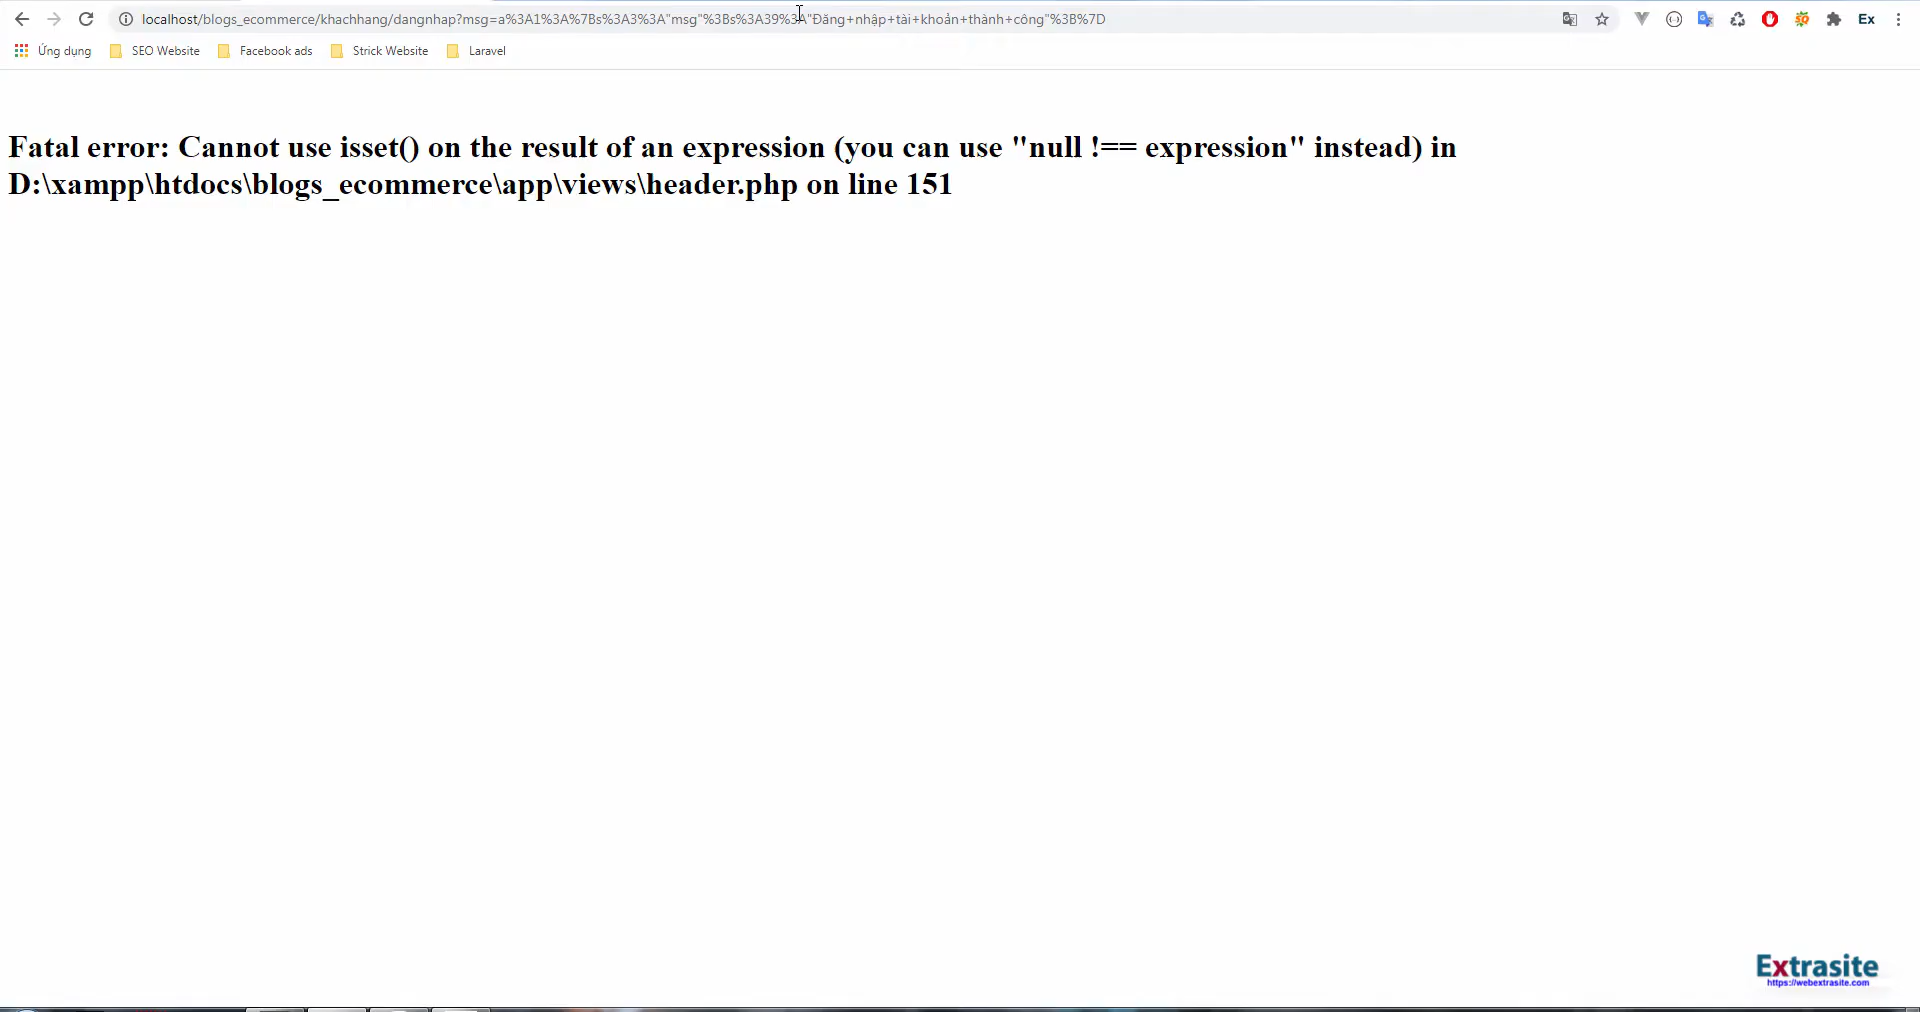 localhost/blogs_ecommerce/khachhang/dangnhap?msg=a%3A1%3A%7Bs%3A3%3A"msg"%3Bs%3A39%3A"Đăng+nhập+tài+khoản+thành+công"%3B%7D
Ex
Ứng dụng SEO Website Facebook ads Strick Website Laravel
Fatal error: Cannot use isset() on the result of an expression (you can use "null !== expression" instead) in
D:\xampp\htdocs\blogs_ecommerce\app\views\header.php on line 151
Extrasite
https://webextrasite.com